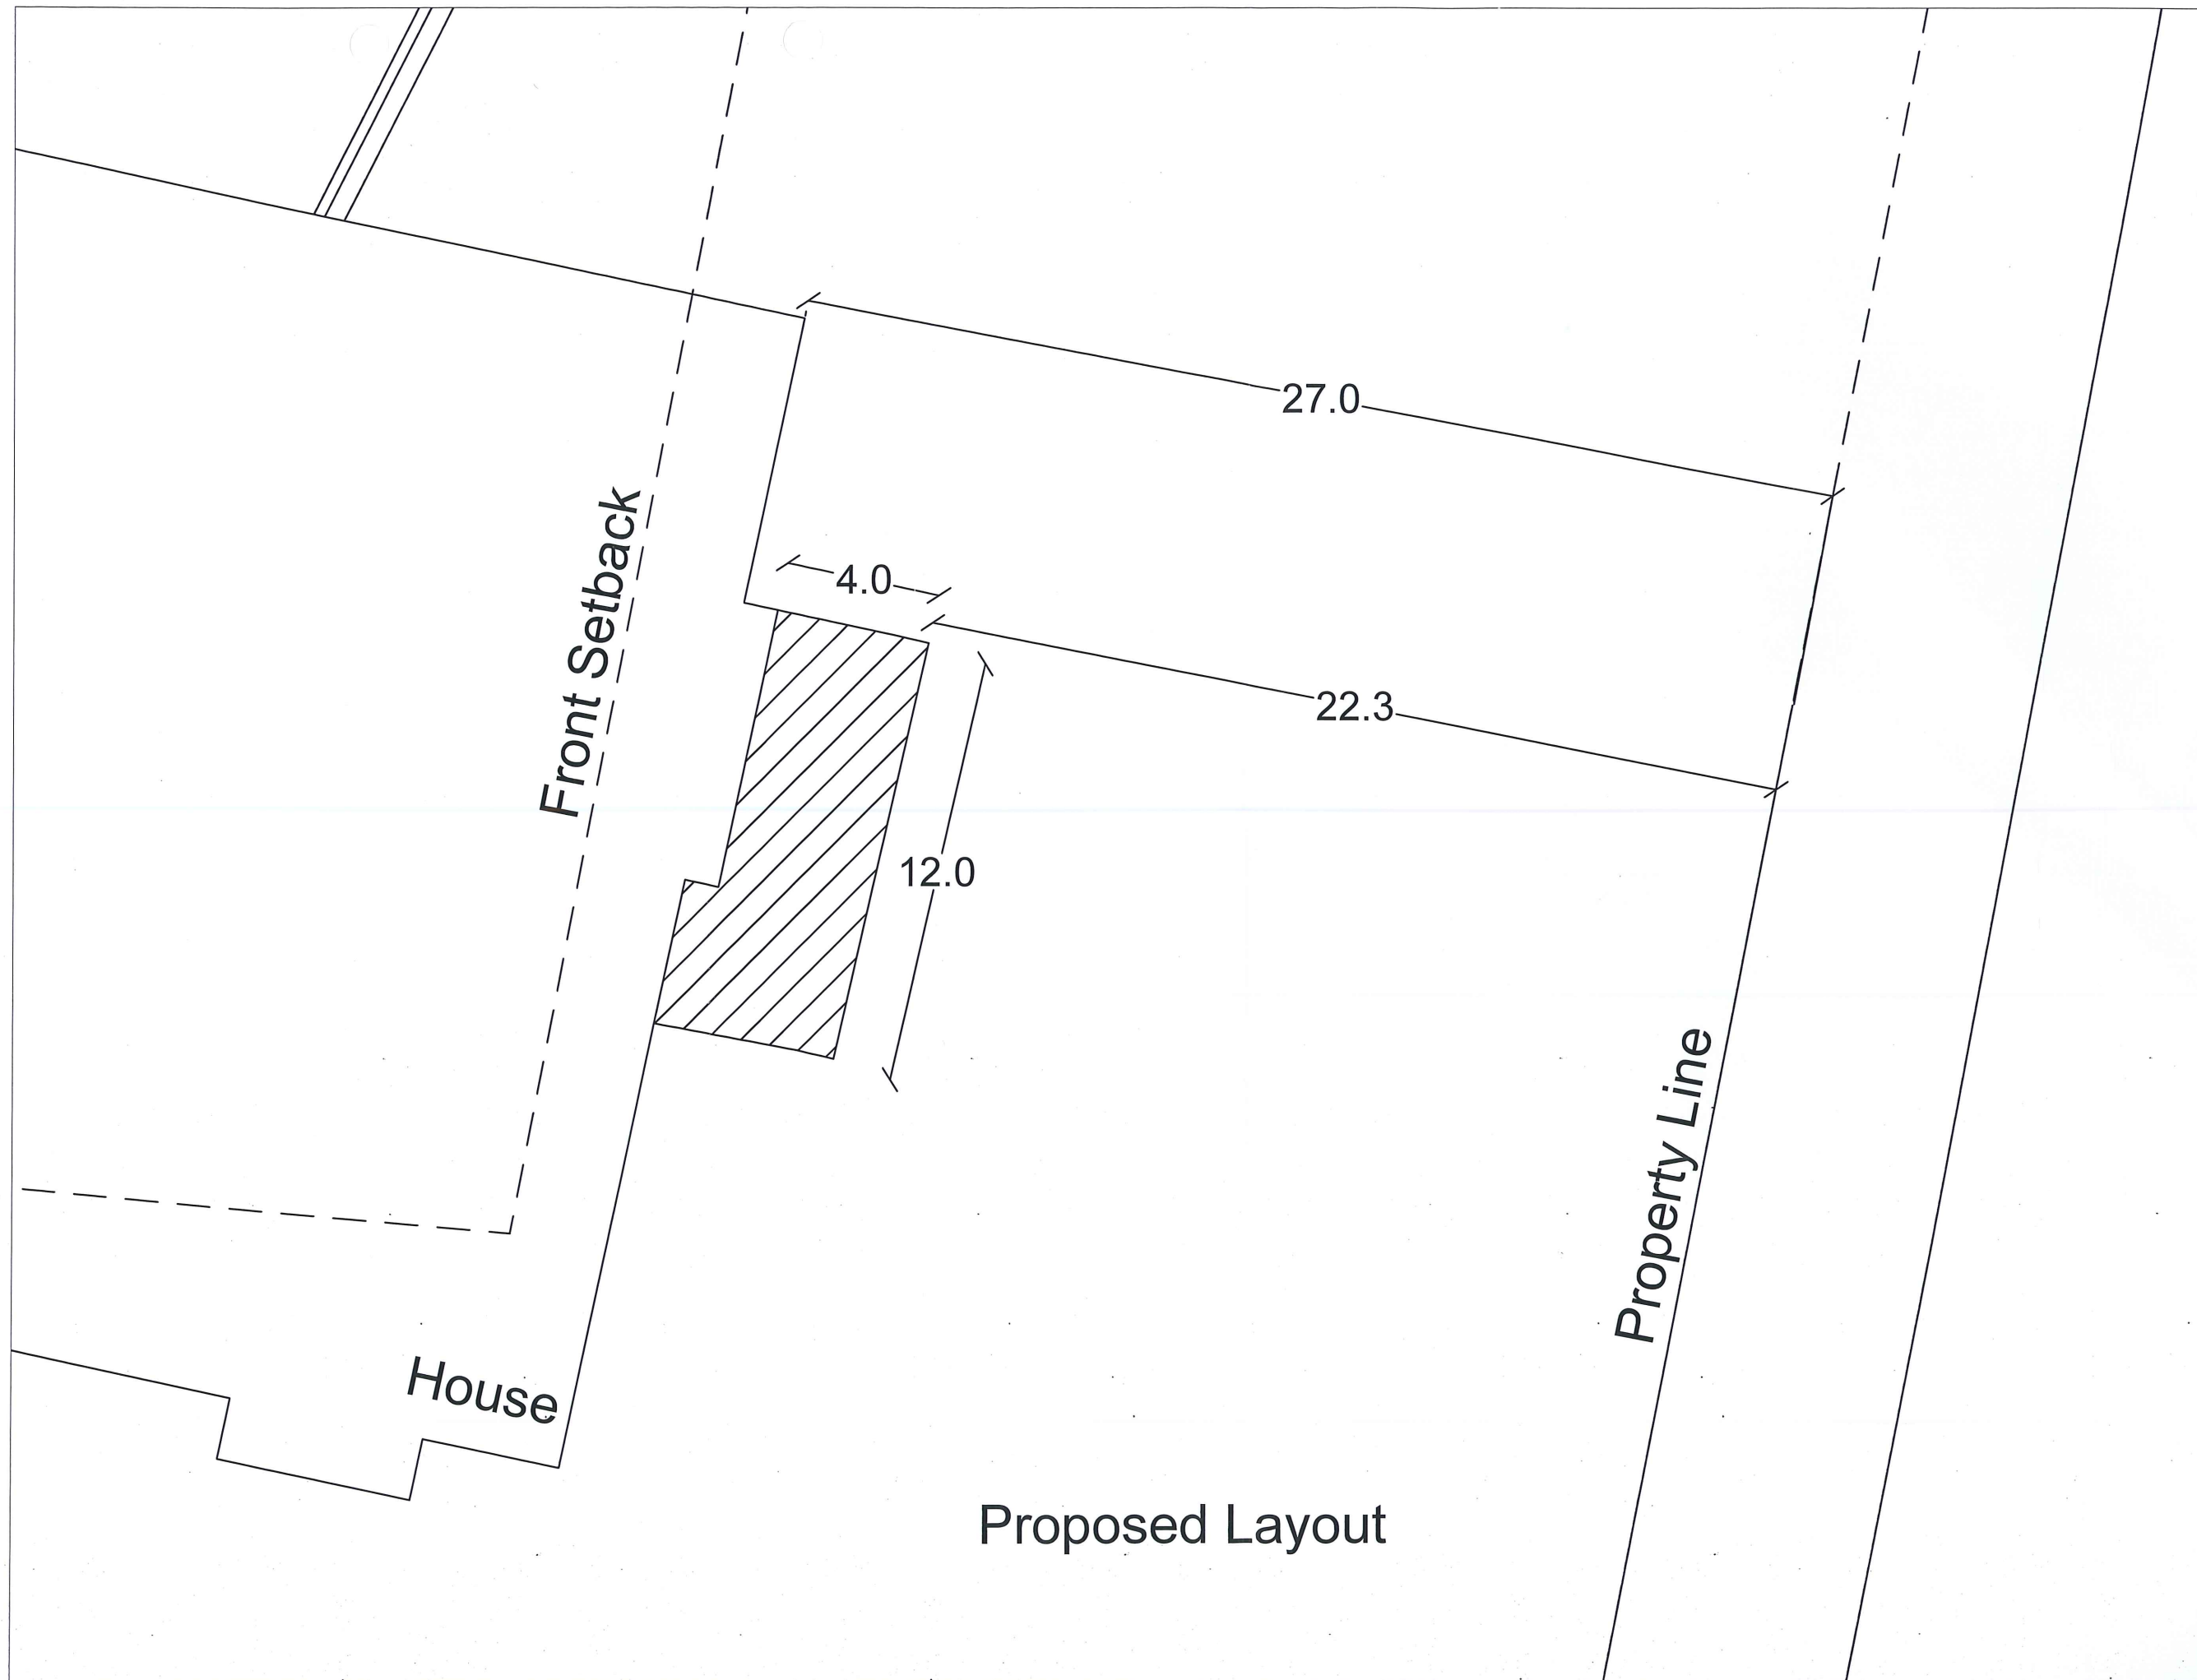 27.0
Front Setback
4.0
22.3
12.0
Property Line
House
Proposed Layout